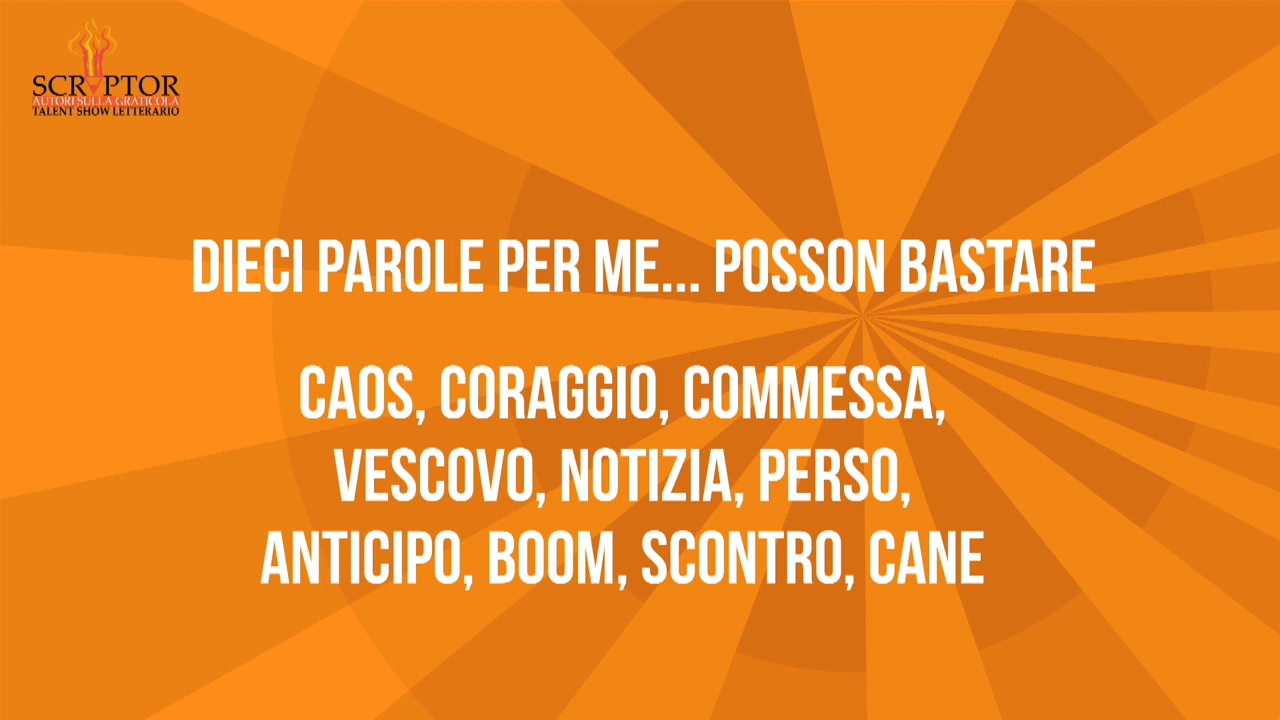 SCRIPTOR
AUTORI SULLA GRATICOLA
TALENT SHOW LETTERARIO
DIECI PAROLE PER ME... POSSON BASTARE
CAOS, CORAGGIO, COMMESSA,
VESCOVO, NOTIZIA, PERSO,
ANTICIPO, BOOM, SCONTRO, CANE